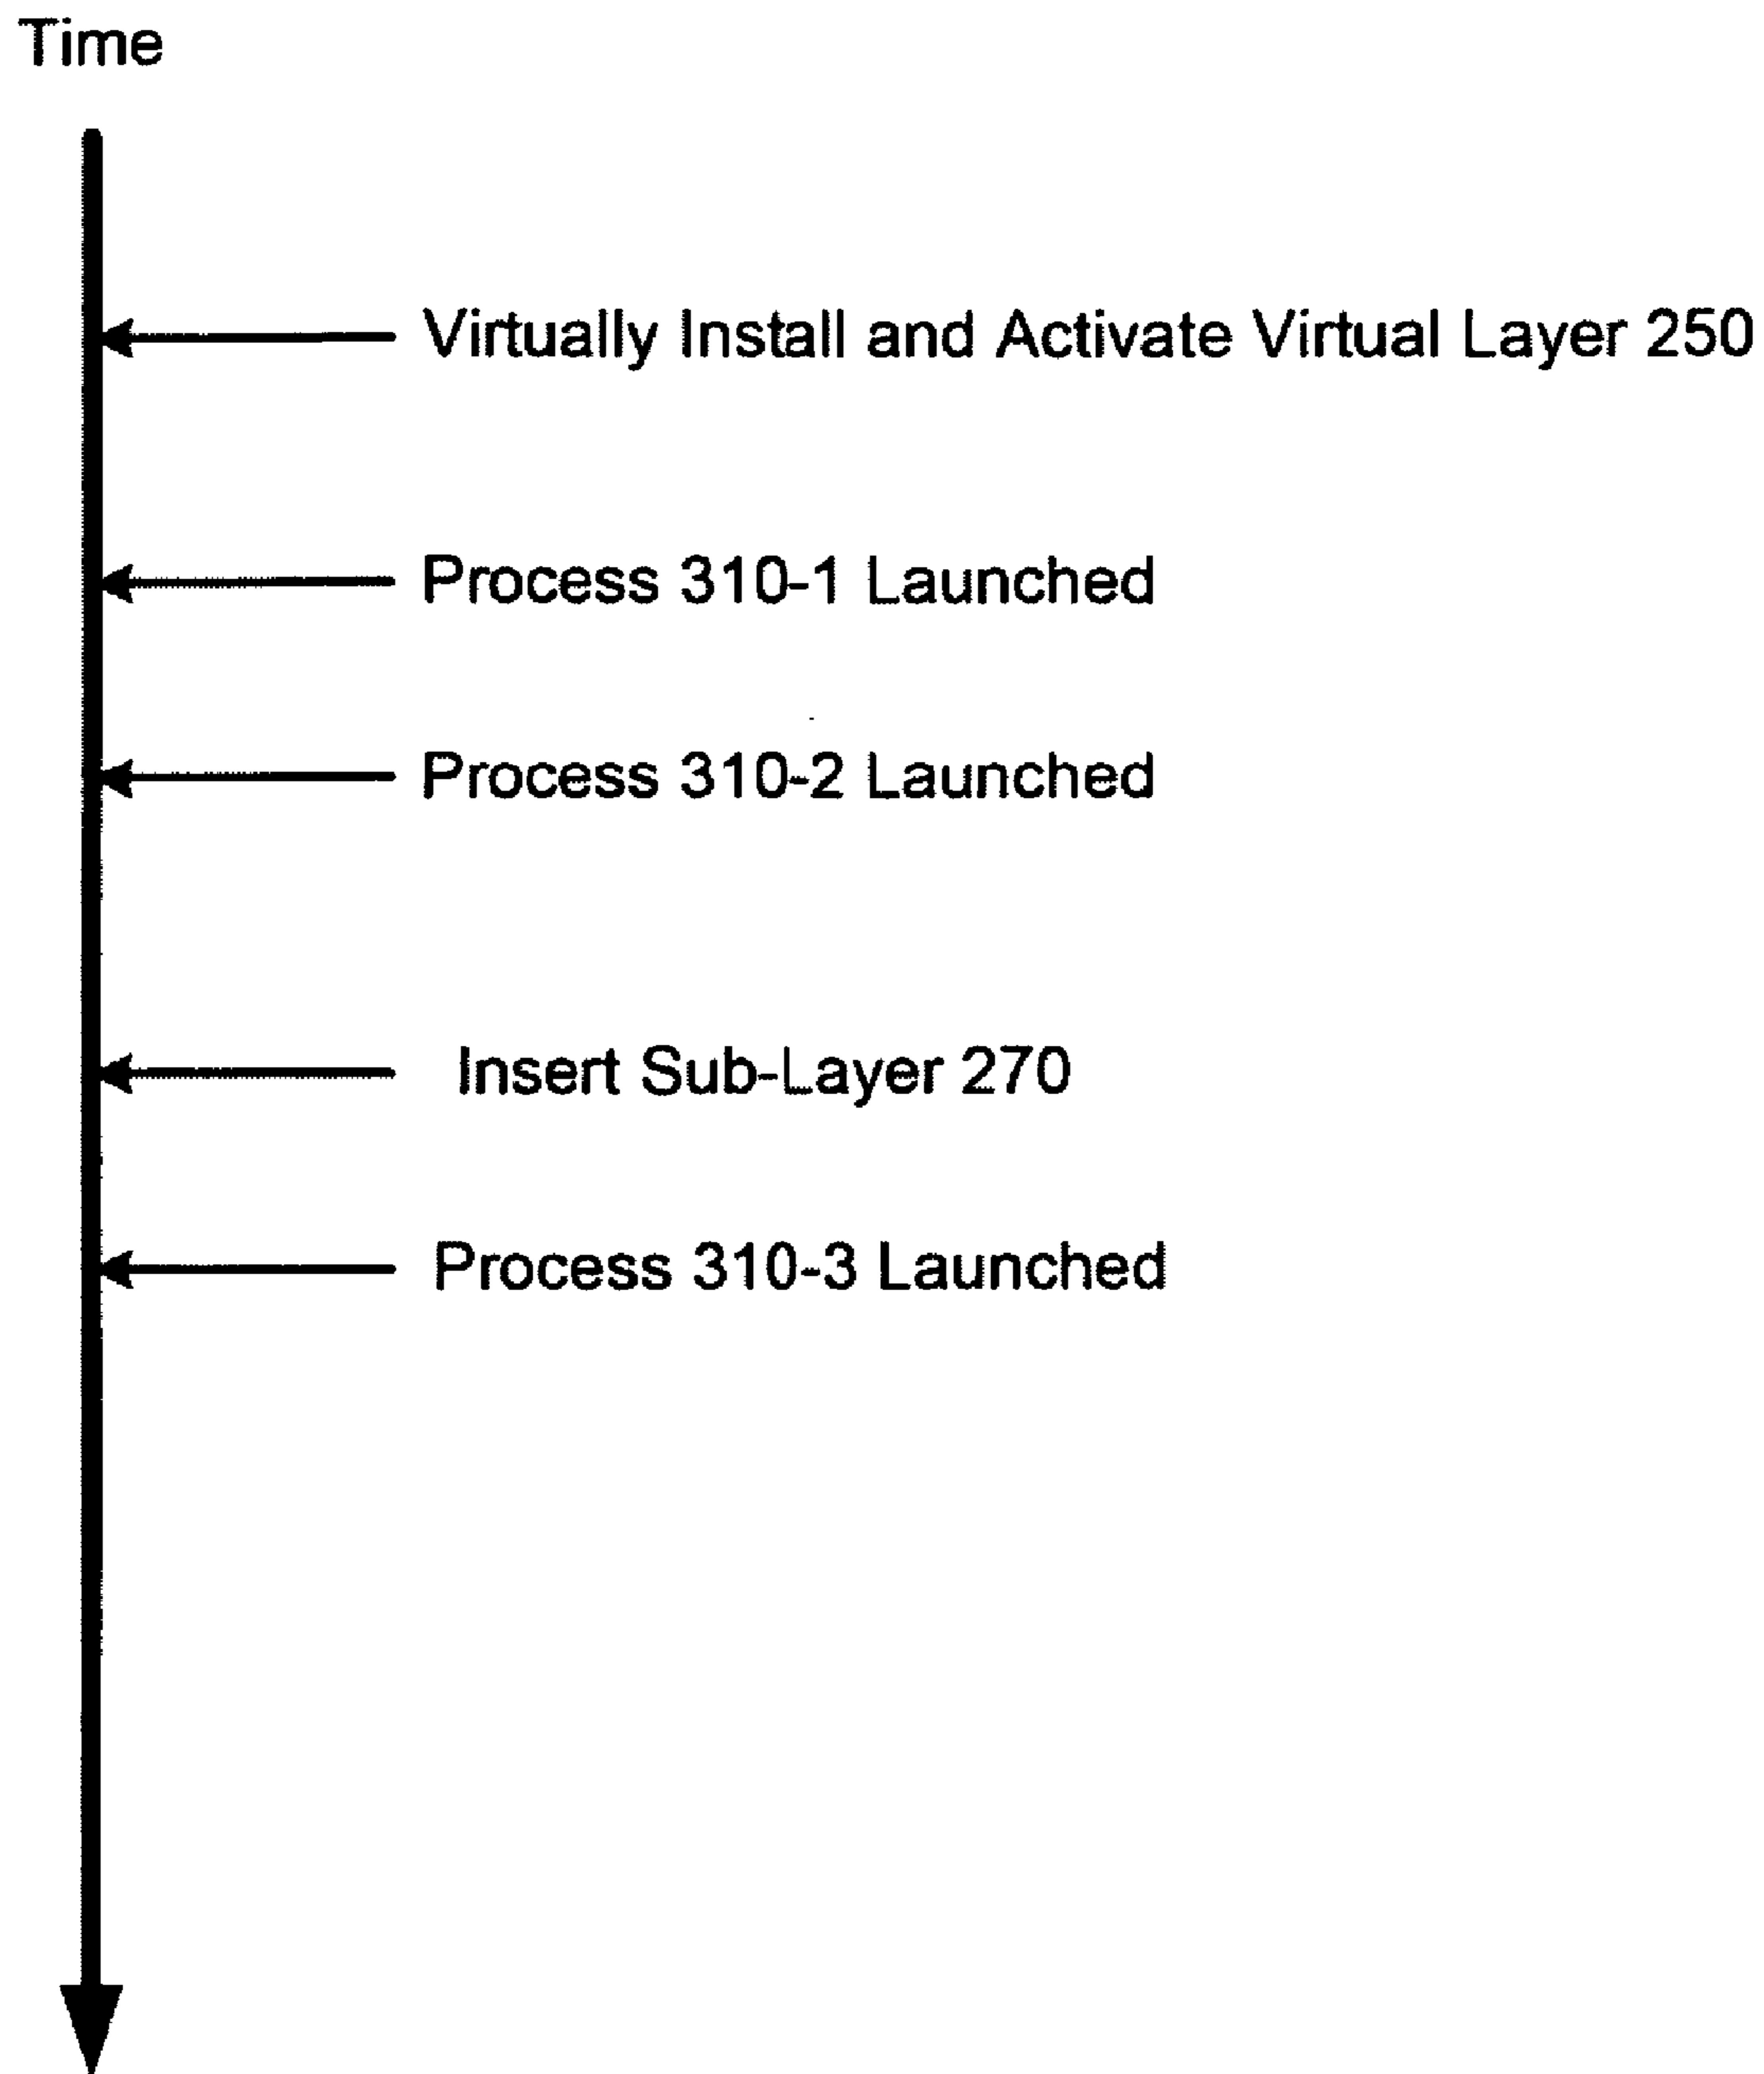 Time
Virtually Install and Activate Virtual Layer 250
Process 310-1 Launched
Process 310-2 Launched
Insert Sub-Layer 270
Process 310-3 Launched